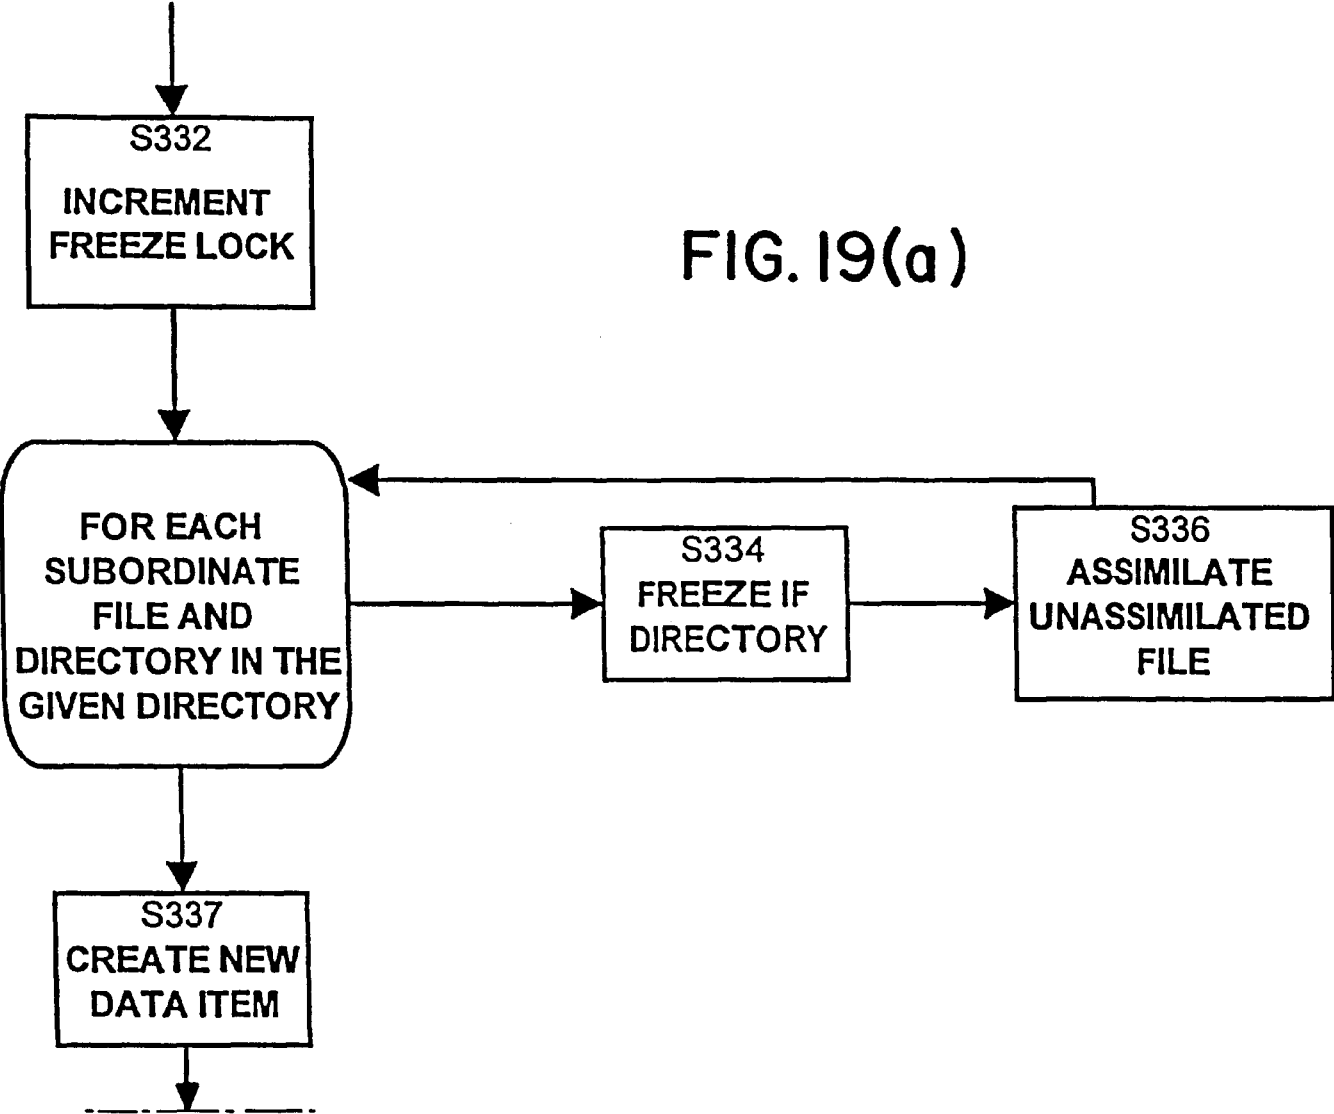 S332
INCREMENT
FREEZE LOCK
FIG. 19(a)
FOR EACH
SUBORDINATE
FILE AND
DIRECTORY IN THE
GIVEN DIRECTORY
S334
FREEZE IF
DIRECTORY
S336
ASSIMILATE
UNASSIMILATED
FILE
S337
CREATE NEW
DATA ITEM